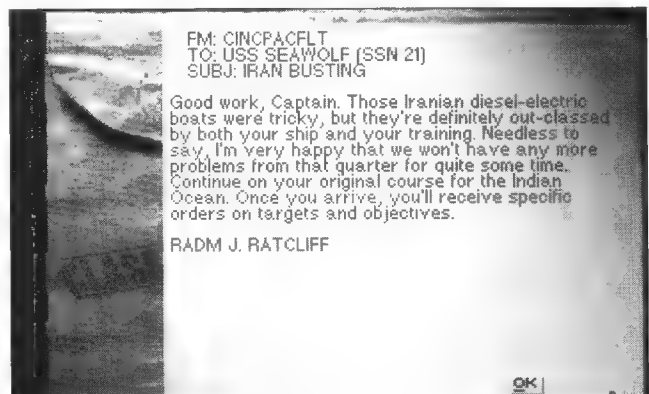 FM: CINCPACFLT
TO: USS SEAWOLF (SSN 21)
SUBJ: IRAN BUSTING
Good work, Captain. Those Iranian diesel-electric
boats were tricky, but they're definitely out-classed
by both your ship and your training. Needless to
say, I'm very happy that we won't have any more
problems from that quarter for quite some time.
Continue on your original course for the Indian
Ocean. Once you arrive, you'll receive specific
orders on targets and objectives.
RADM J. RATCLIFF
OK